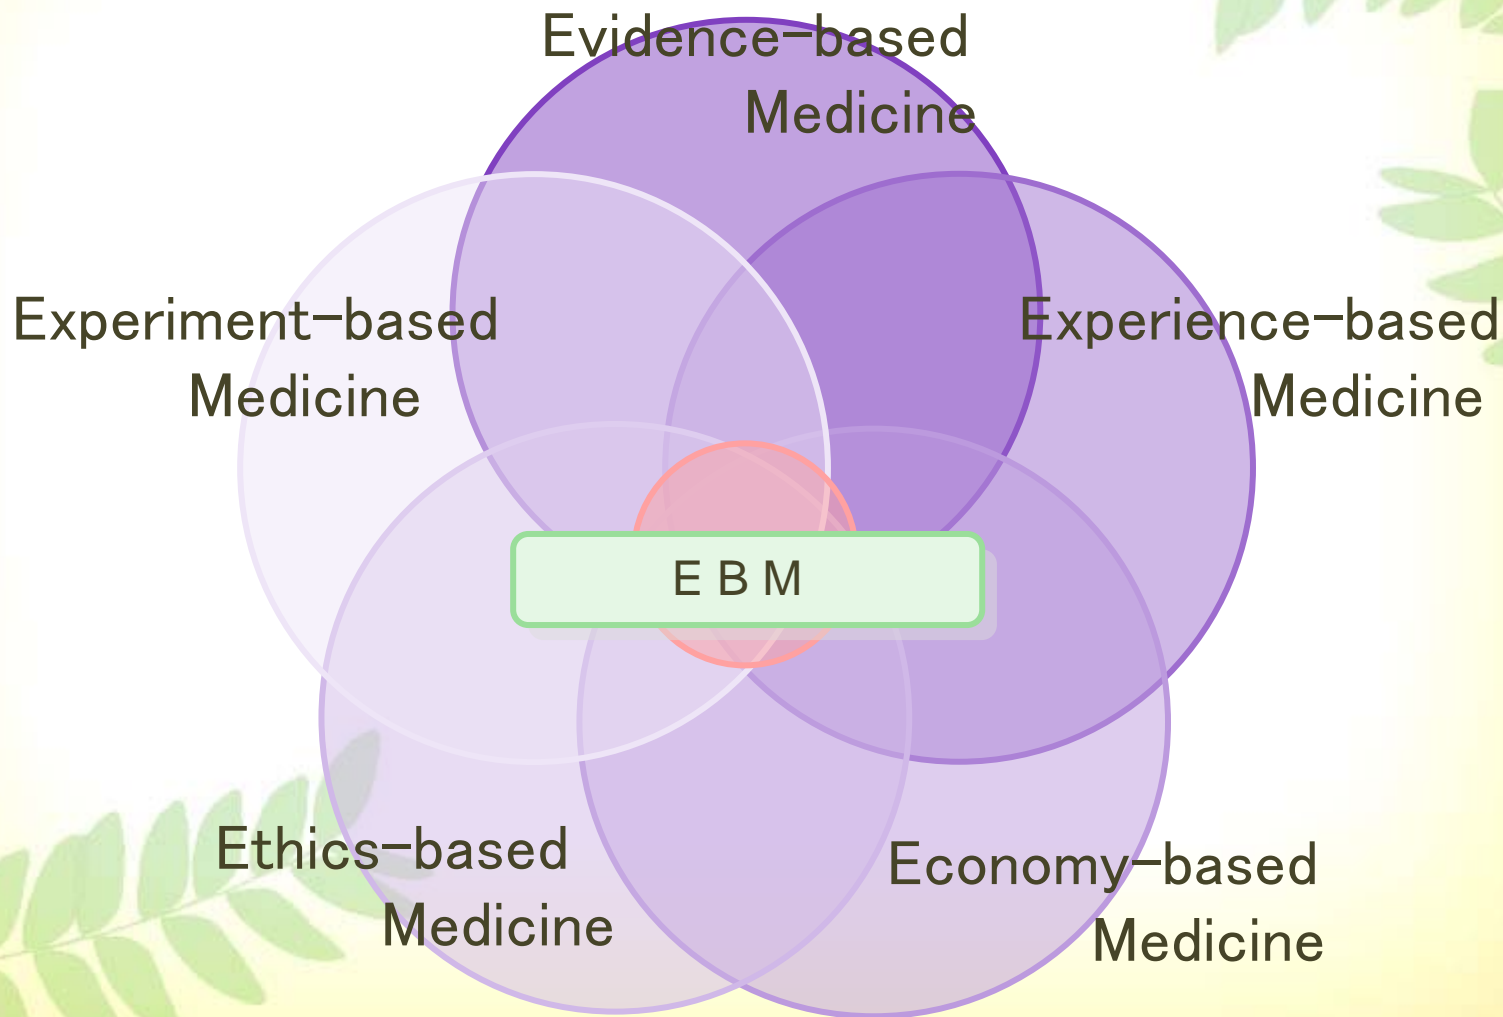 Evidence-based
Medicine
Experiment-based
Medicine
Experience-based
Medicine
E B M
Ethics-based
Medicine
Economy-based
Medicine